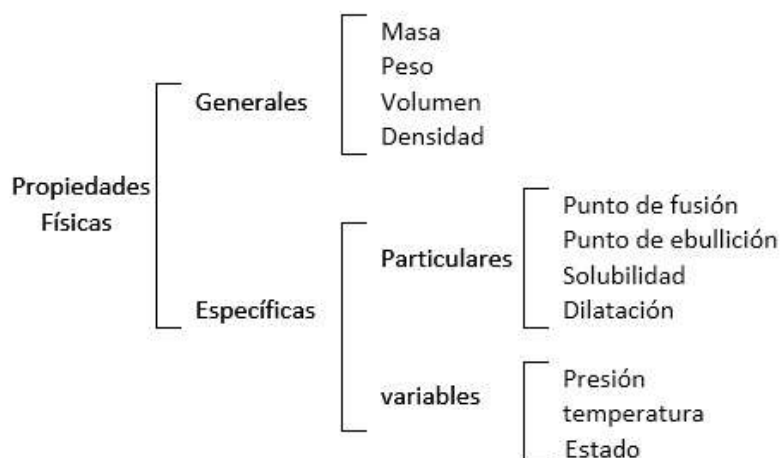 Propiedades
Físicas
Generales
Masa
Peso
Volumen
Densidad
Específicas
Particulares
Punto de fusión
Punto de ebullición
Solubilidad
Dilatación
variables
Presión
temperatura
Estado